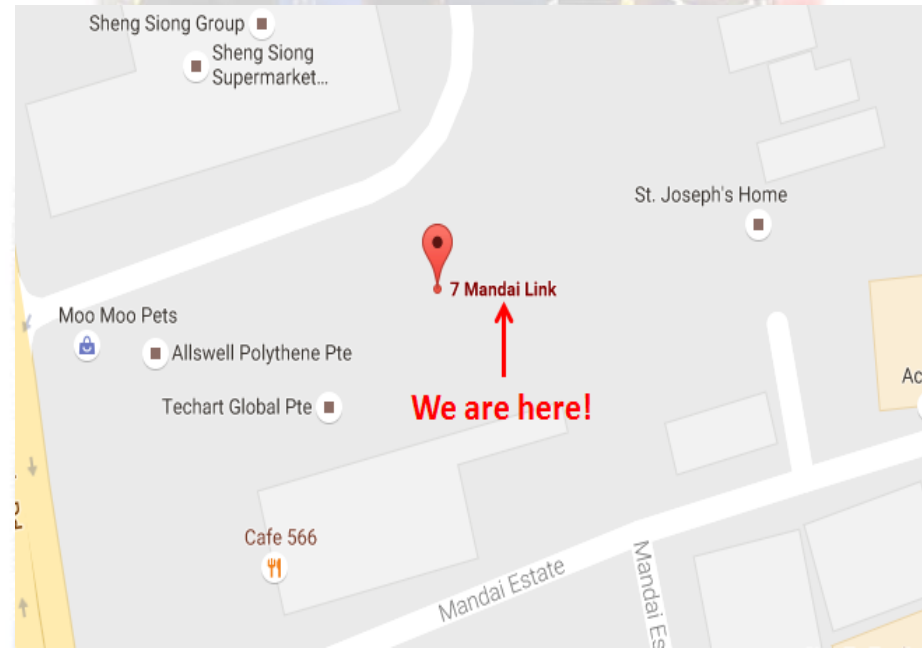 Sheng Siong Group
Sheng Siong
Supermarket...
St. Joseph's Home
7 Mandai Link
Moo Moo Pets
Allswell Polythene Pte
Techart Global Pte
We are here!
Ac
Cafe 566
Mandai Estate
Mandai Es